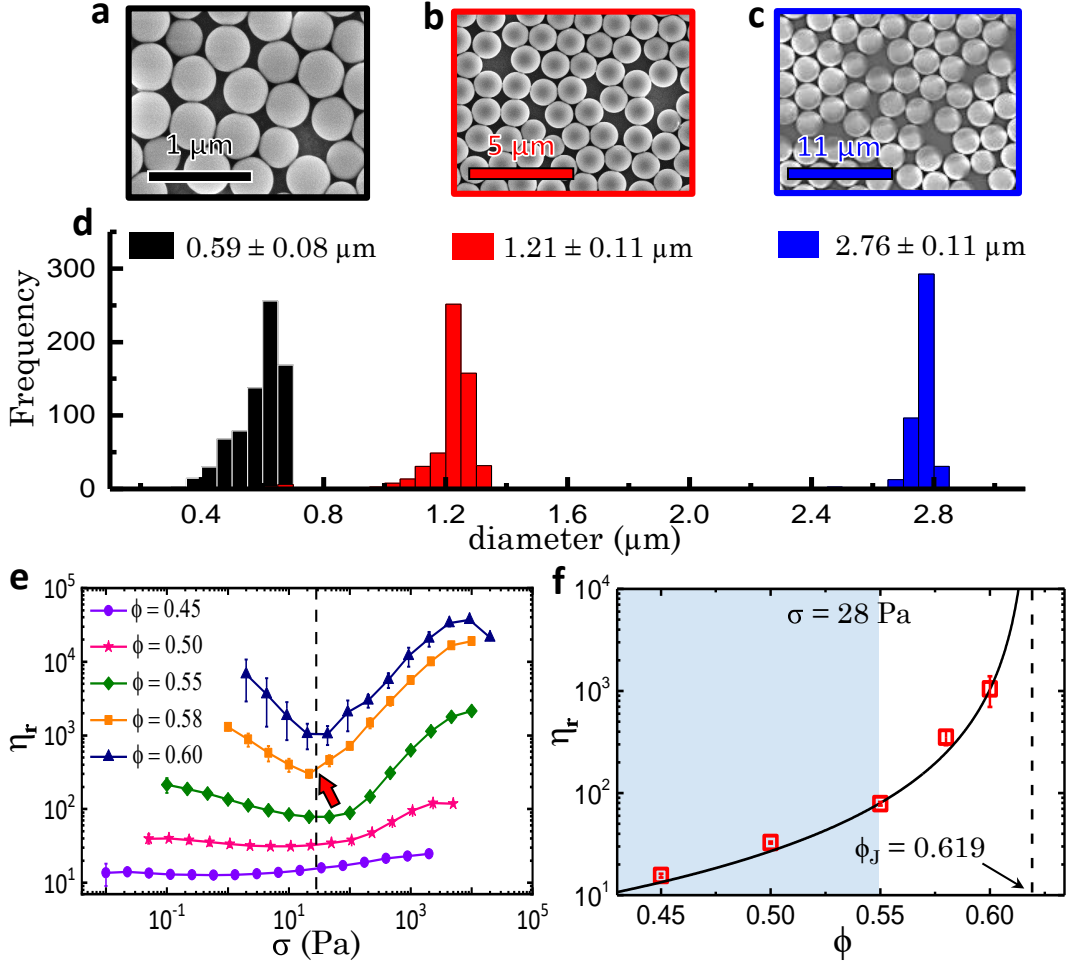 a
b
c
1 µm
5 µm
11 µm
d
0.59 ± 0.08 µm
1.21 ± 0.11 µm
2.76 ± 0.11 µm
Frequency
300
200
100
0
0.4 0.8 1.2 1.6 2.0 2.4 2.8
diameter (µm)
e
ηr
10^5
10^4
10^3
10^2
10^1
ϕ = 0.45
ϕ = 0.50
ϕ = 0.55
ϕ = 0.58
ϕ = 0.60
10^-1 10^1 10^3 10^5
σ (Pa)
f
ηr
10^4
10^3
10^2
10^1
σ = 28 Pa
ϕJ = 0.619
0.45 0.50 0.55 0.60
ϕ